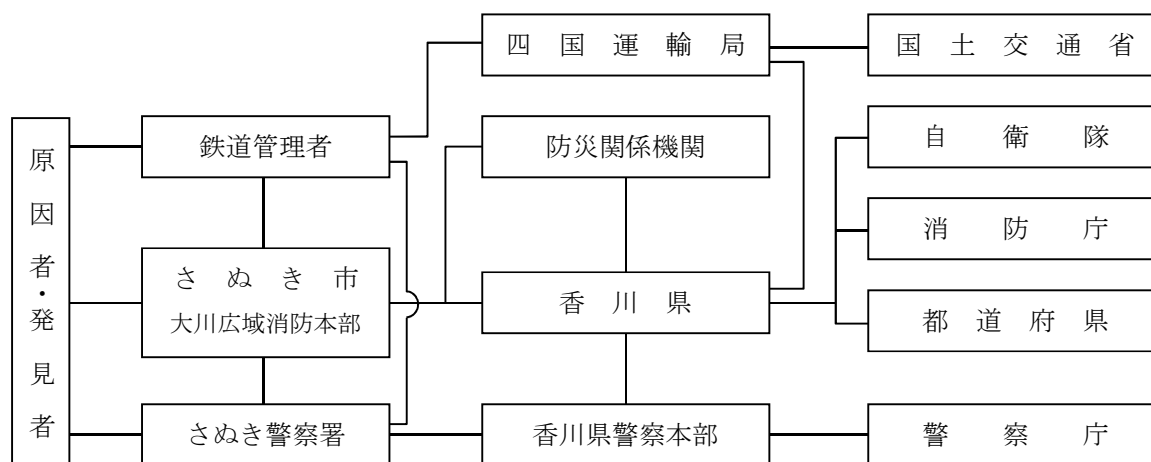 原因者・発見者
鉄道管理者
さぬき市
大川広域消防本部
さぬき警察署
四国運輸局
防災関係機関
香川県
香川県警察本部
国土交通省
自衛隊
消防庁
都道府県
警察庁